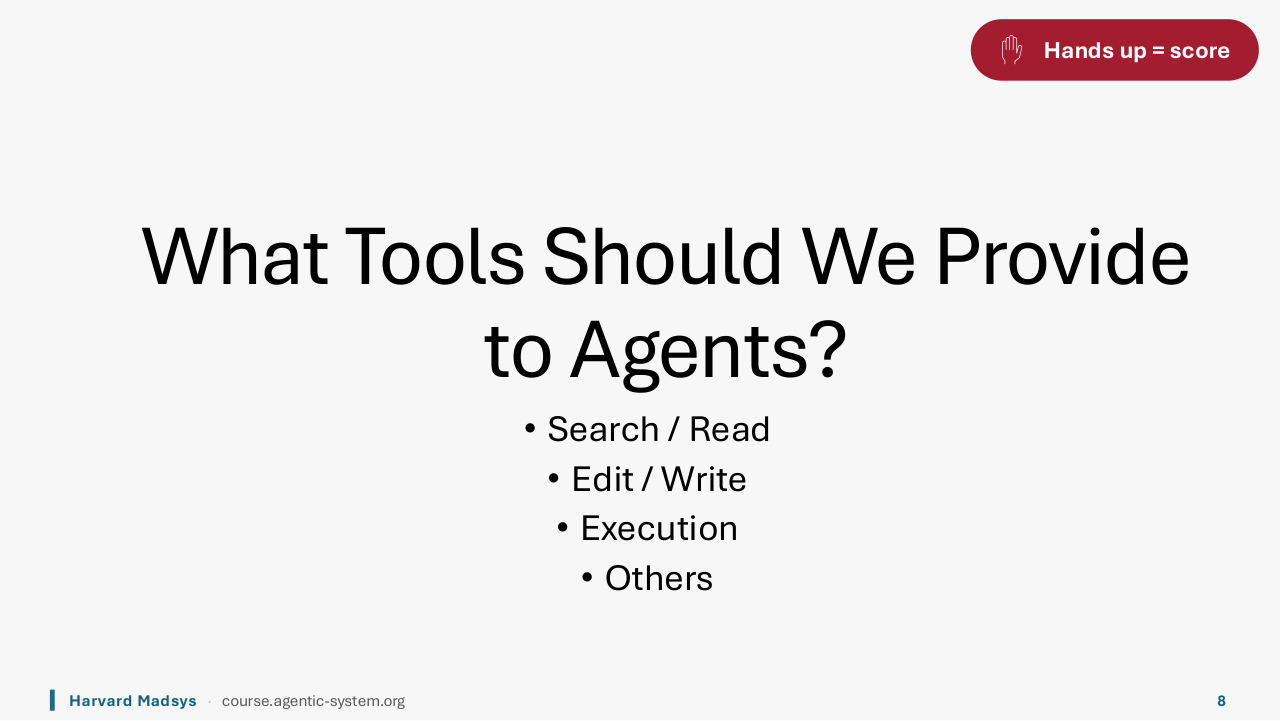 Hands up = score
What Tools Should We Provide
to Agents?
• Search / Read
• Edit / Write
• Execution
• Others
Harvard Madsys · course.agentic-system.org
8